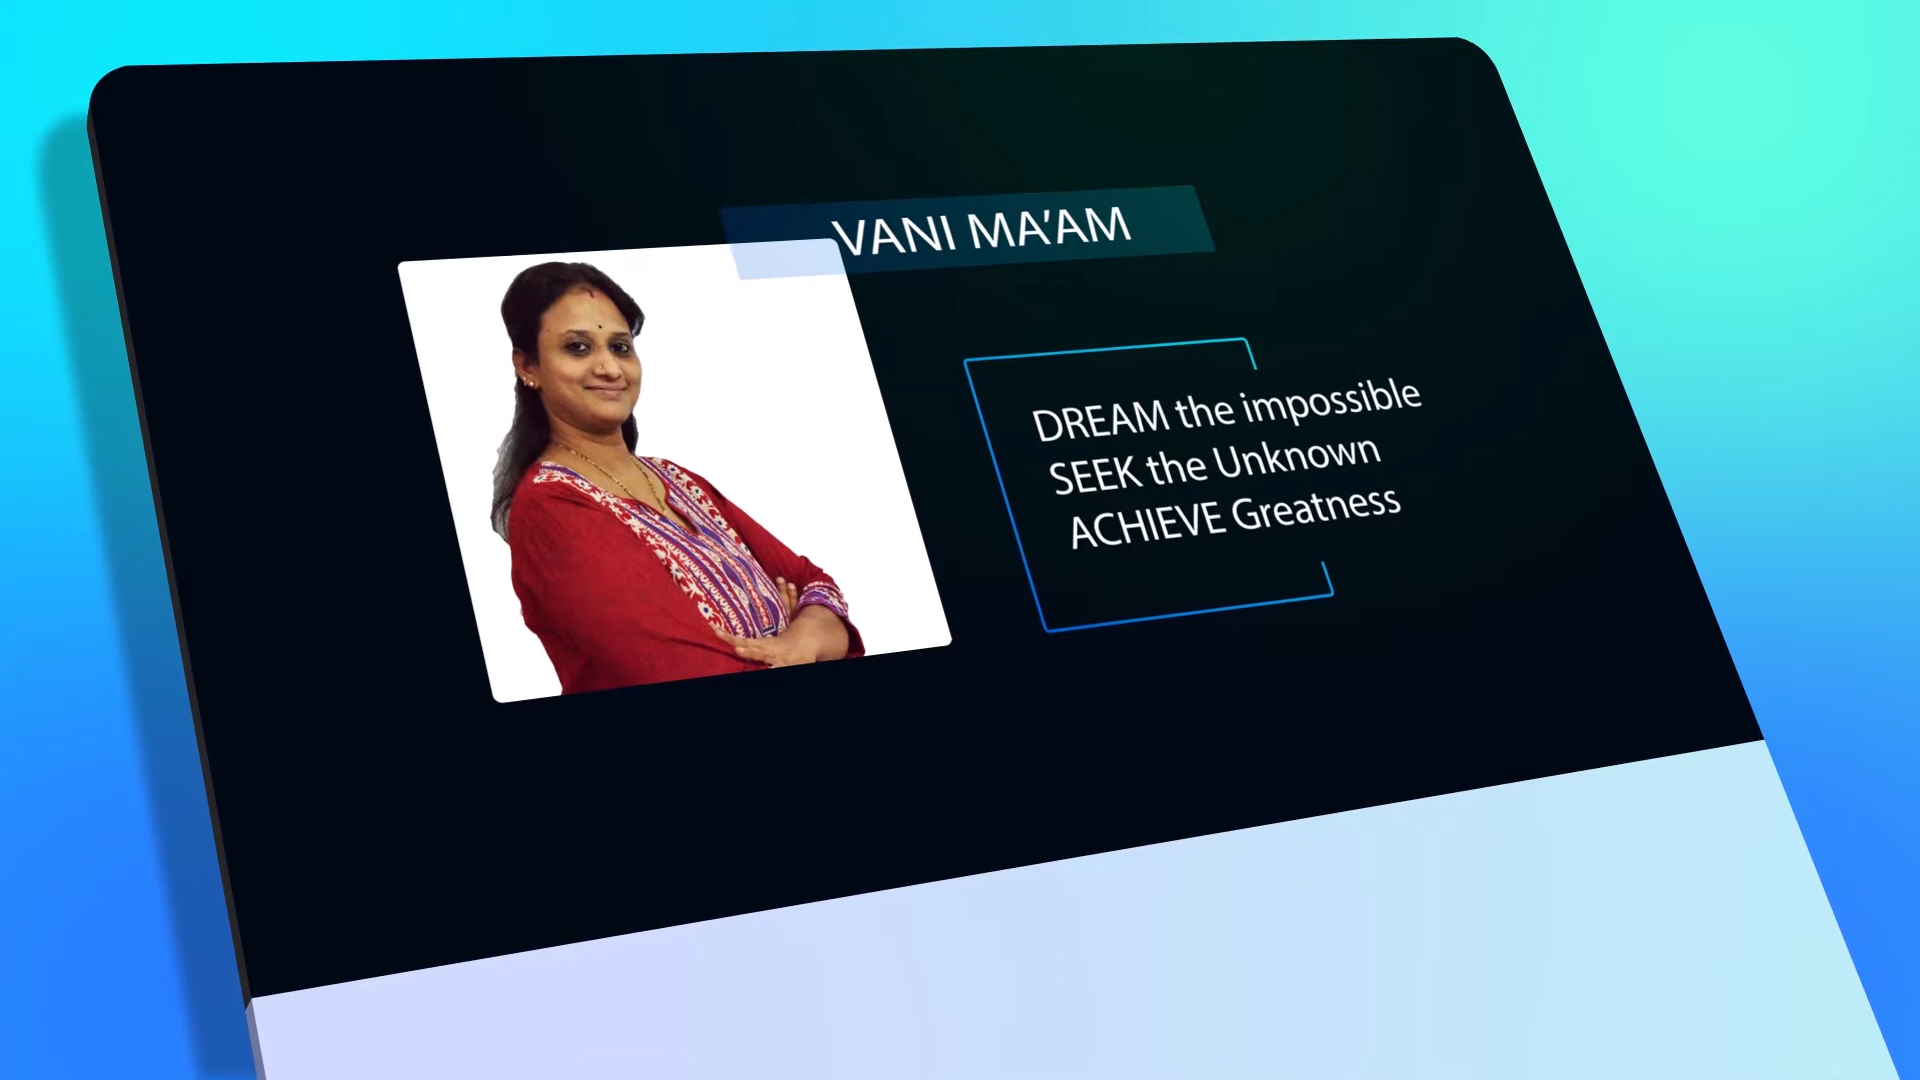 VANI MA’AM
DREAM the impossible
SEEK the Unknown
ACHIEVE Greatness